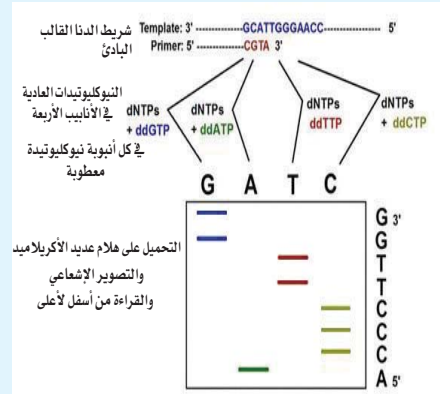 شريط الدنا القالب Template: 3' -----------------GCATTGGGAACC---------------- 5'
البادئ Primer: 5' --------------CGTA 3'
النيوكليوتيدات العادية
في الأنابيب الأربعة
في كل أنبوبة نيوكليوتيدة
معطوبة
dNTPs
+ ddGTP
dNTPs
+ ddATP
dNTPs
ddTTP
dNTPs
+ ddCTP
G A T C
التحميل على هلام عديد الأكريلاميد
والتصوير الإشعاعي
والقراءة من أسفل لأعلى
G 3'
G
T
T
C
C
C
A 5'